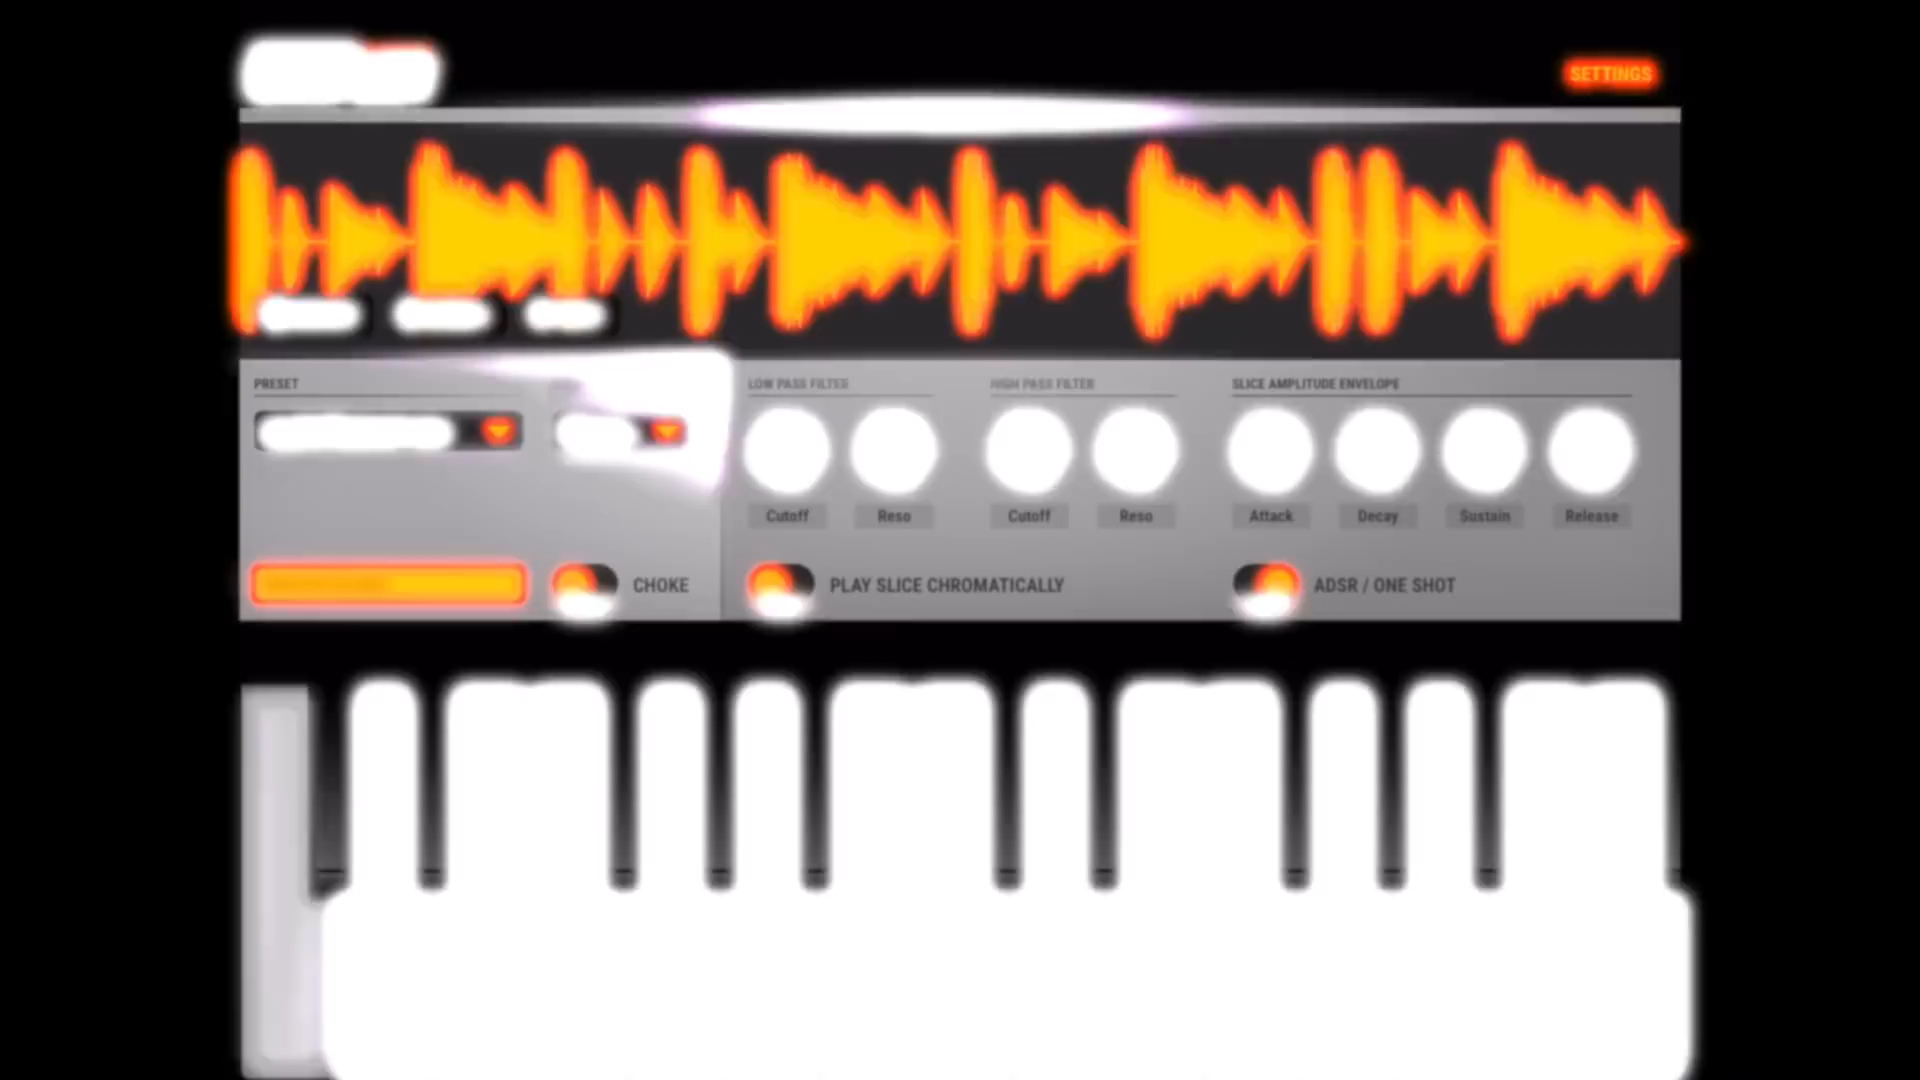 SETTINGS
PRESET
LOW PASS FILTER
HIGH PASS FILTER
SLICE AMPLITUDE ENVELOPE
Cutoff
Reso
Cutoff
Reso
Attack
Decay
Sustain
Release
CHOKE
PLAY SLICE CHROMATICALLY
ADSR / ONE SHOT